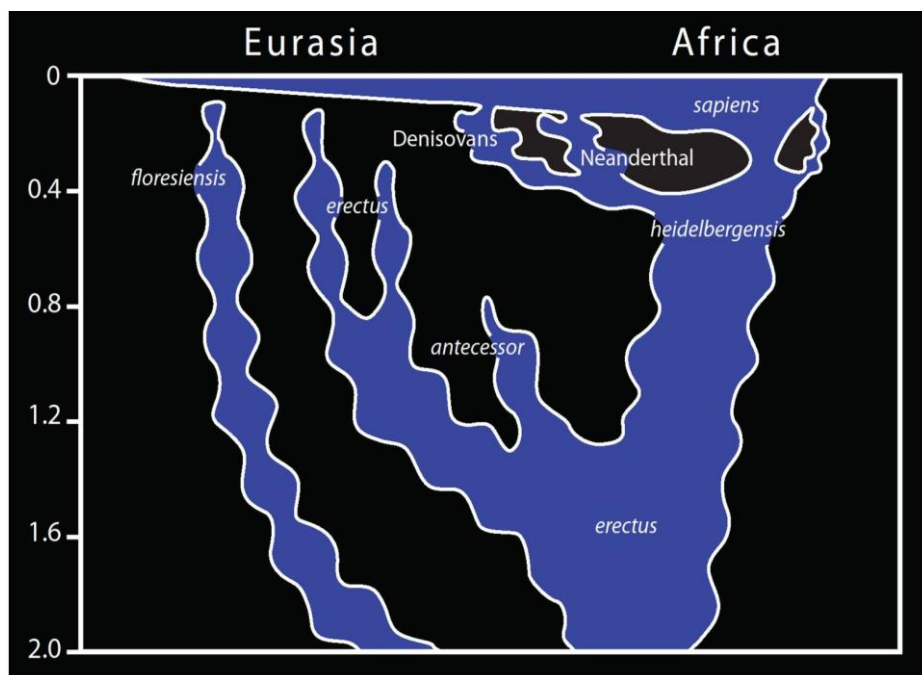 Eurasia
Africa
0
sapiens
Denisovans
Neanderthal
floresiensis
0.4
erectus
heidelbergensis
0.8
antecessor
1.2
erectus
1.6
2.0